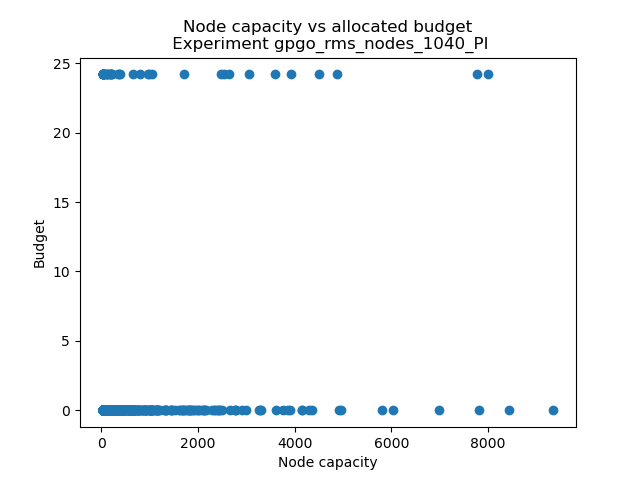 Node capacity vs allocated budget
Experiment gpgo_rms_nodes_1040_PI
25
20
15
10
5
0
Budget
0 2000 4000 6000 8000
Node capacity